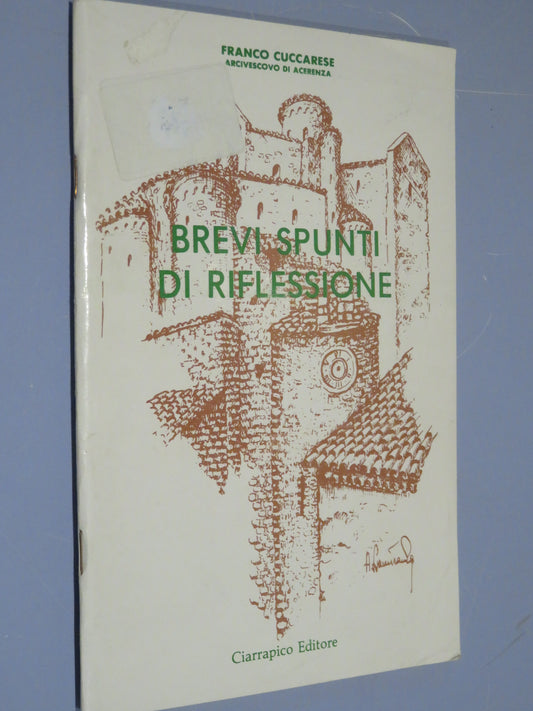 FRANCO CUCCARESE
ARCIVESCOVO DI ACERENZA
BREVI SPUNTI
DI RIFLESSIONE
Ciarrapico Editore